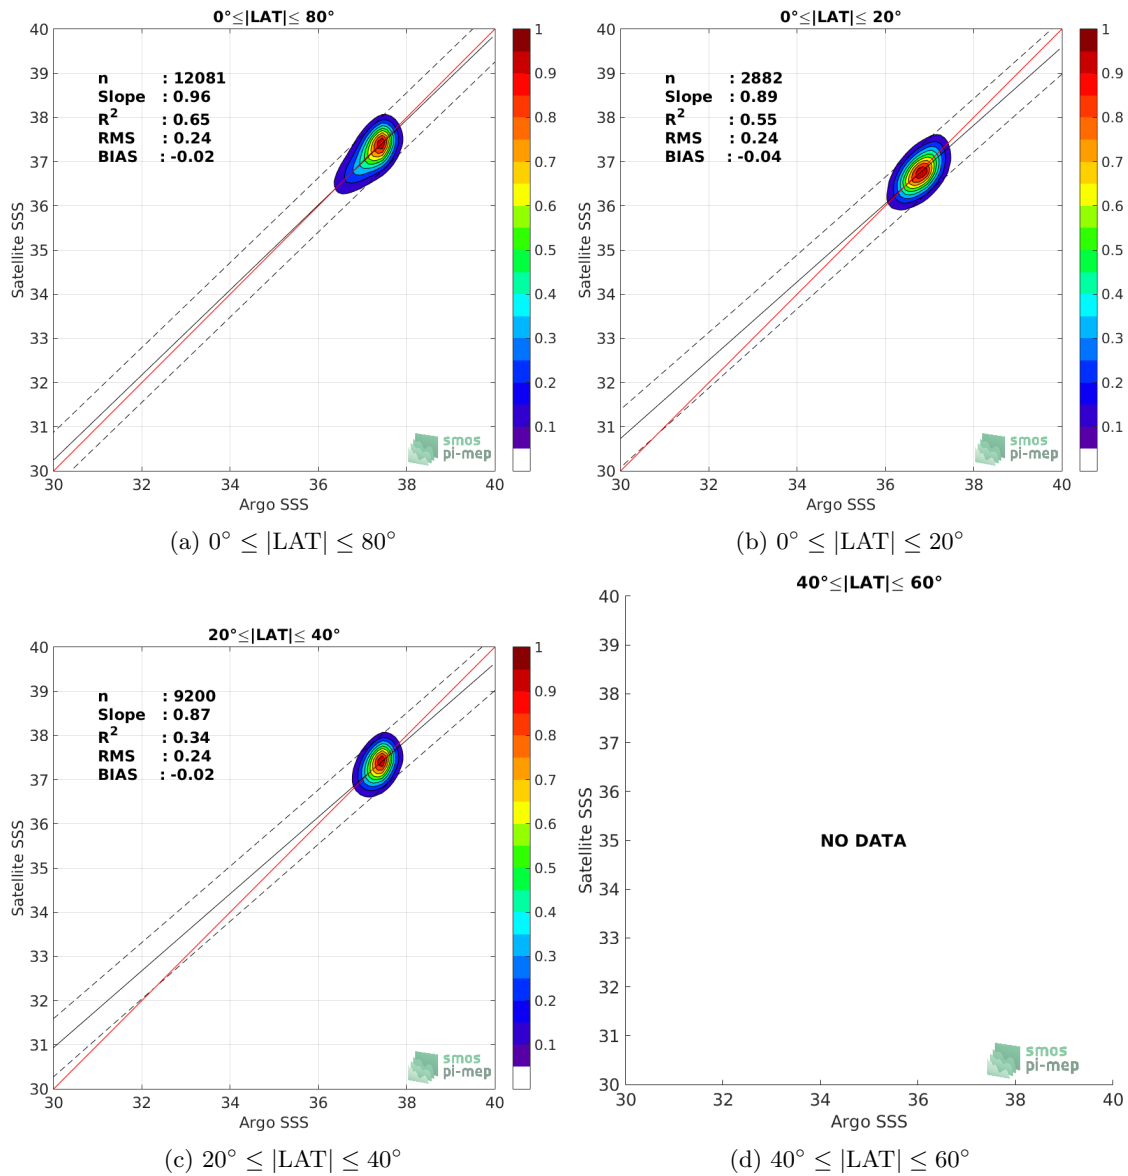 0°≤|LAT|≤ 80°
40
39
38
37
36
35
34
33
32
31
30
Satellite SSS
n : 12081
Slope : 0.96
R² : 0.65
RMS : 0.24
BIAS : -0.02
smos
pi-mep
30 32 34 36 38 40
Argo SSS
1
0.9
0.8
0.7
0.6
0.5
0.4
0.3
0.2
0.1
(a) 0° ≤ |LAT| ≤ 80°
0°≤|LAT|≤ 20°
40
39
38
37
36
35
34
33
32
31
30
Satellite SSS
n : 2882
Slope : 0.89
R² : 0.55
RMS : 0.24
BIAS : -0.04
smos
pi-mep
30 32 34 36 38 40
Argo SSS
1
0.9
0.8
0.7
0.6
0.5
0.4
0.3
0.2
0.1
(b) 0° ≤ |LAT| ≤ 20°
20°≤|LAT|≤ 40°
40
39
38
37
36
35
34
33
32
31
30
Satellite SSS
n : 9200
Slope : 0.87
R² : 0.34
RMS : 0.24
BIAS : -0.02
smos
pi-mep
30 32 34 36 38 40
Argo SSS
1
0.9
0.8
0.7
0.6
0.5
0.4
0.3
0.2
0.1
(c) 20° ≤ |LAT| ≤ 40°
40°≤|LAT|≤ 60°
40
39
38
37
36
35
34
33
32
31
30
Satellite SSS
NO DATA
smos
pi-mep
30 32 34 36 38 40
Argo SSS
(d) 40° ≤ |LAT| ≤ 60°